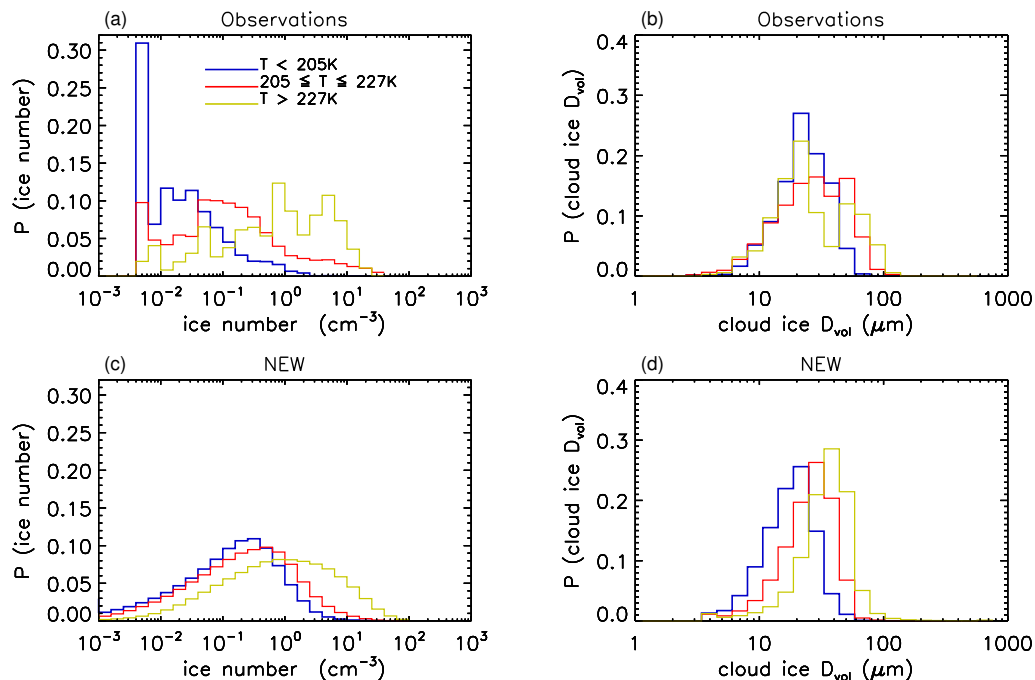 (a) Observations
P (ice number)
0.30
0.25
0.20
0.15
0.10
0.05
0.00
T < 205K
205 ≦ T ≦ 227K
T > 227K
10⁻³ 10⁻² 10⁻¹ 10⁰ 10¹ 10² 10³
ice number (cm⁻³)
(b) Observations
P (cloud ice Dvol)
0.4
0.3
0.2
0.1
0.0
1 10 100 1000
cloud ice Dvol (μm)
(c) NEW
P (ice number)
0.30
0.25
0.20
0.15
0.10
0.05
0.00
10⁻³ 10⁻² 10⁻¹ 10⁰ 10¹ 10² 10³
ice number (cm⁻³)
(d) NEW
P (cloud ice Dvol)
0.4
0.3
0.2
0.1
0.0
1 10 100 1000
cloud ice Dvol (μm)